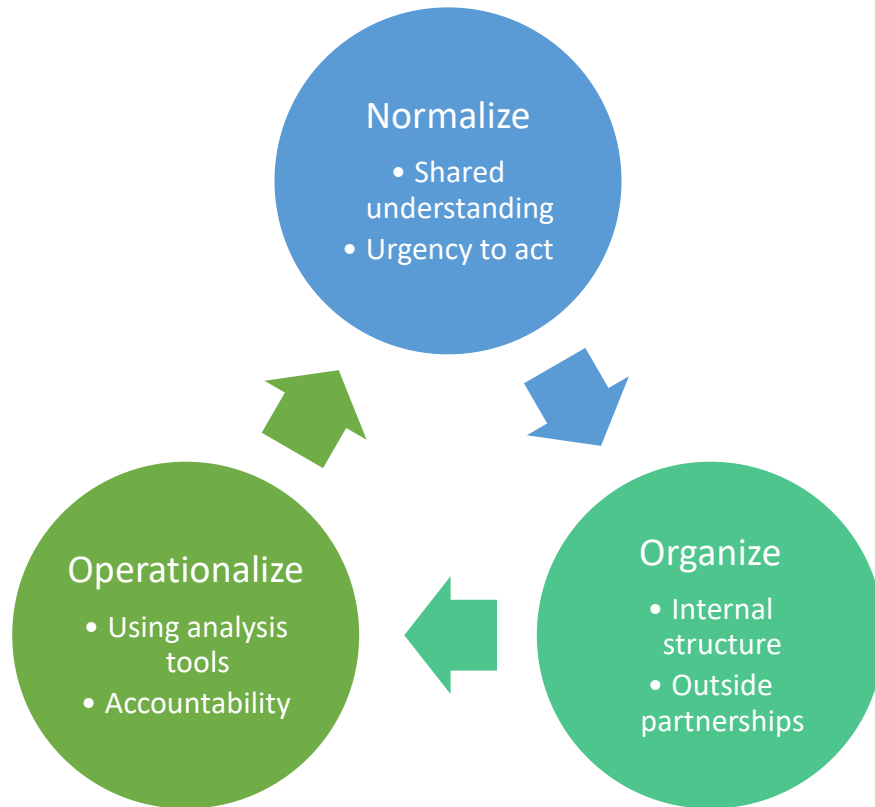 Normalize
• Shared
understanding
• Urgency to act
Organize
• Internal
structure
• Outside
partnerships
Operationalize
• Using analysis
tools
• Accountability